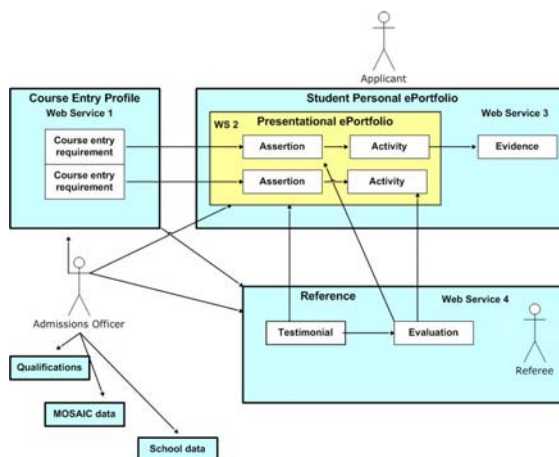 Applicant
Course Entry Profile
Web Service 1
Course entry
requirement
Course entry
requirement
Student Personal ePortfolio
Web Service 3
WS 2
Presentational ePortfolio
Assertion
Activity
Evidence
Assertion
Activity
Admissions Officer
Reference
Web Service 4
Testimonial
Evaluation
Referee
Qualifications
MOSAIC data
School data